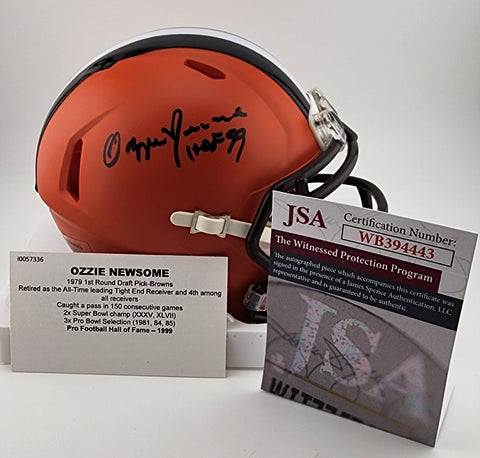 Ozzie Newsome
HOF 99
I0057336
OZZIE NEWSOME
1979 1st Round Draft Pick-Browns
Retired as the All-Time leading Tight End Receiver and 4th among
all receivers
Caught a pass in 150 consecutive games
2x Super Bowl champ (XXXV, XLVII)
3x Pro Bowl Selection (1981, 84, 85)
Pro Football Hall of Fame – 1999
JSA
Certification Number:
WB394443
The Witnessed Protection Program
The autographed piece which accompanies this certificate was
signed in the presence of a James Spence Authentication, LLC
representative and is guaranteed to be authentic.
JSA